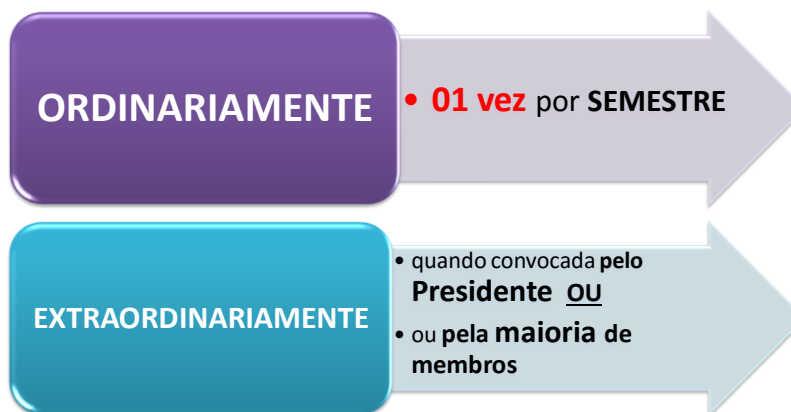 ORDINARIAMENTE
• 01 vez por SEMESTRE
EXTRAORDINARIAMENTE
• quando convocada pelo
Presidente OU
• ou pela maioria de
membros